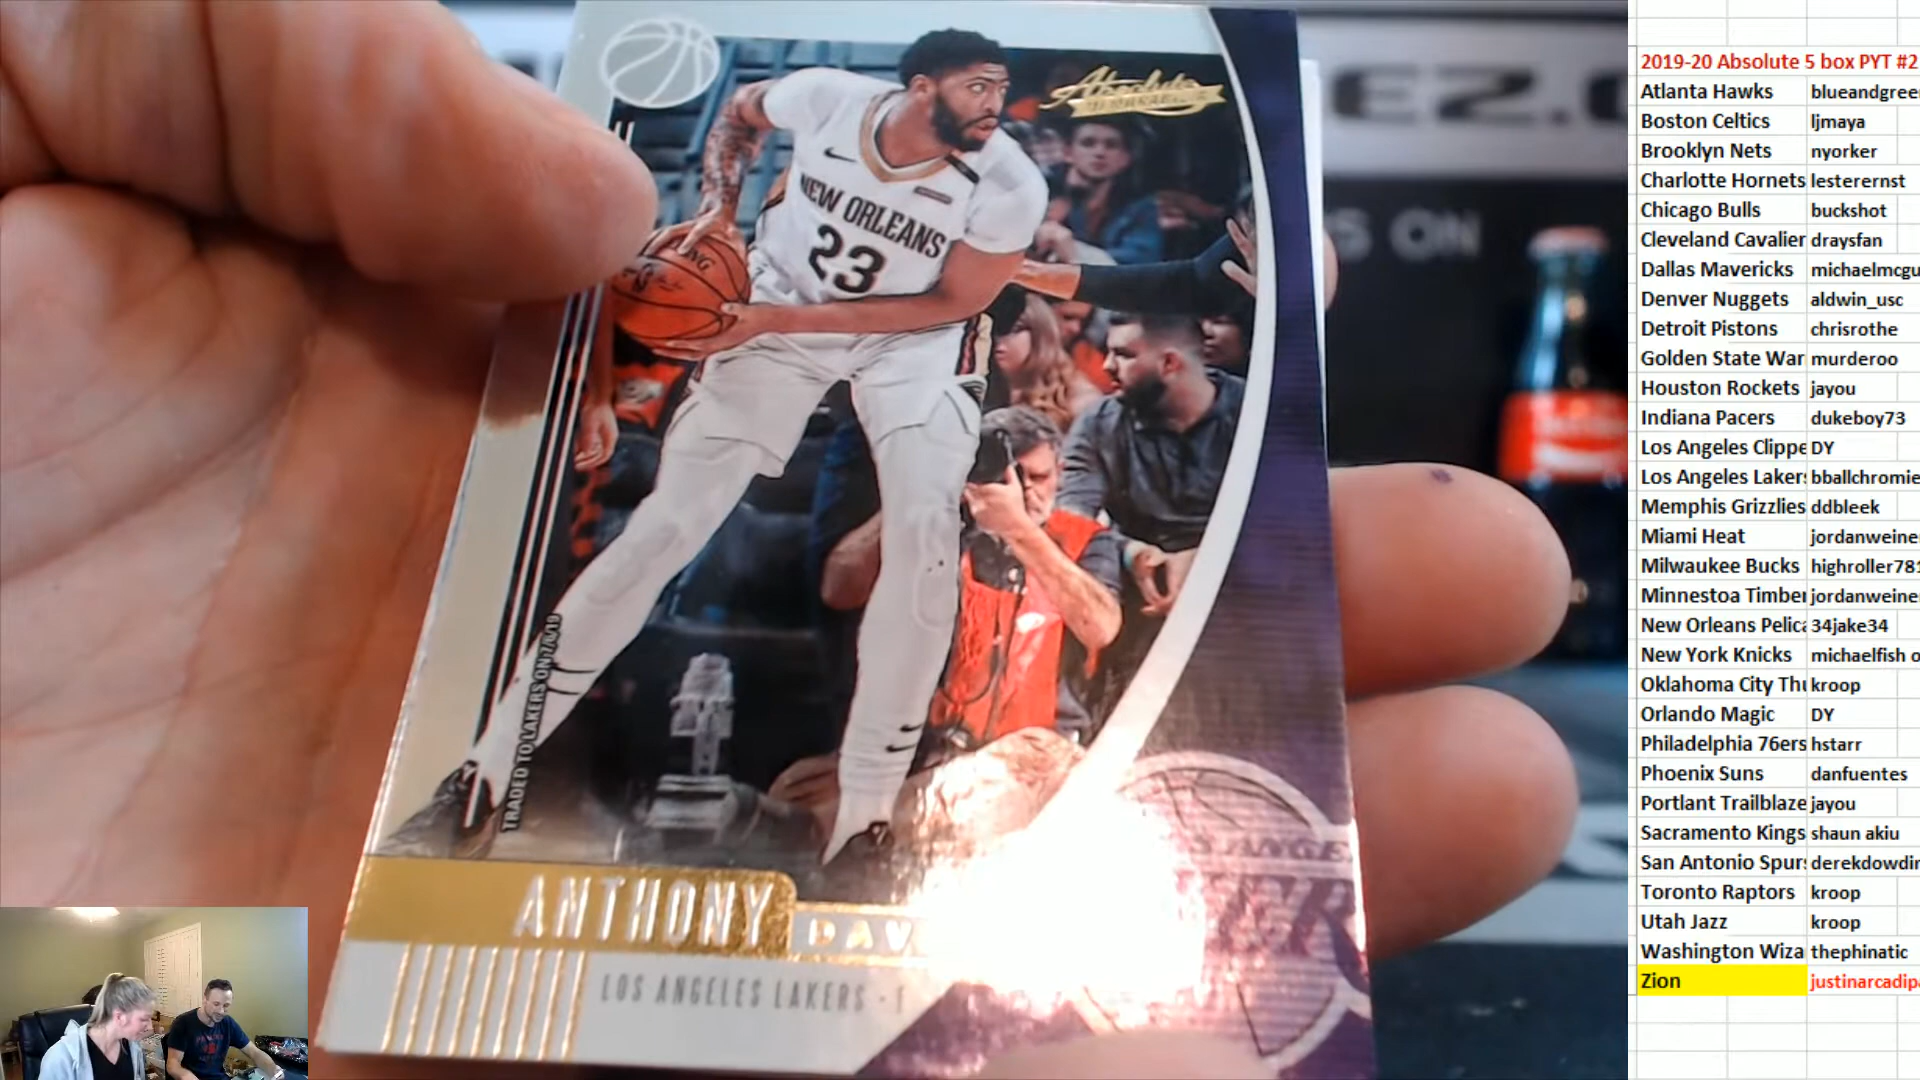 Absolute
MEMORABILIA
NEW ORLEANS
23
TRADED TO LAKERS ON 7/6/19
ANTHONY
DAV
LOS ANGELES LAKERS - F
EZ.
S ON
2019-20 Absolute 5 box PYT #2
Atlanta Hawks blueandgree
Boston Celtics ljmaya
Brooklyn Nets nyorker
Charlotte Hornets lesterernst
Chicago Bulls buckshot
Cleveland Cavalier draysfan
Dallas Mavericks michaelmcgu
Denver Nuggets aldwin_usc
Detroit Pistons chrisrothe
Golden State War murderoo
Houston Rockets jayou
Indiana Pacers dukeboy73
Los Angeles Clippe DY
Los Angeles Lakers bballchromie
Memphis Grizzlies ddbleek
Miami Heat jordanweine
Milwaukee Bucks highroller781
Minnestoa Timber jordanweine
New Orleans Pelica 34jake34
New York Knicks michaelfish o
Oklahoma City Thu kroop
Orlando Magic DY
Philadelphia 76ers hstarr
Phoenix Suns danfuentes
Portlant Trailblaze jayou
Sacramento Kings shaun akiu
San Antonio Spurs derekdowdin
Toronto Raptors kroop
Utah Jazz kroop
Washington Wiza thephinatic
Zion justinarcadipa